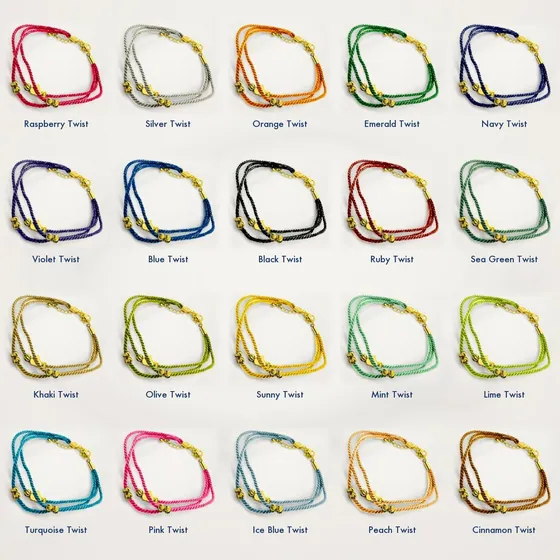 Raspberry Twist
Silver Twist
Orange Twist
Emerald Twist
Navy Twist
Violet Twist
Blue Twist
Black Twist
Ruby Twist
Sea Green Twist
Khaki Twist
Olive Twist
Sunny Twist
Mint Twist
Lime Twist
Turquoise Twist
Pink Twist
Ice Blue Twist
Peach Twist
Cinnamon Twist